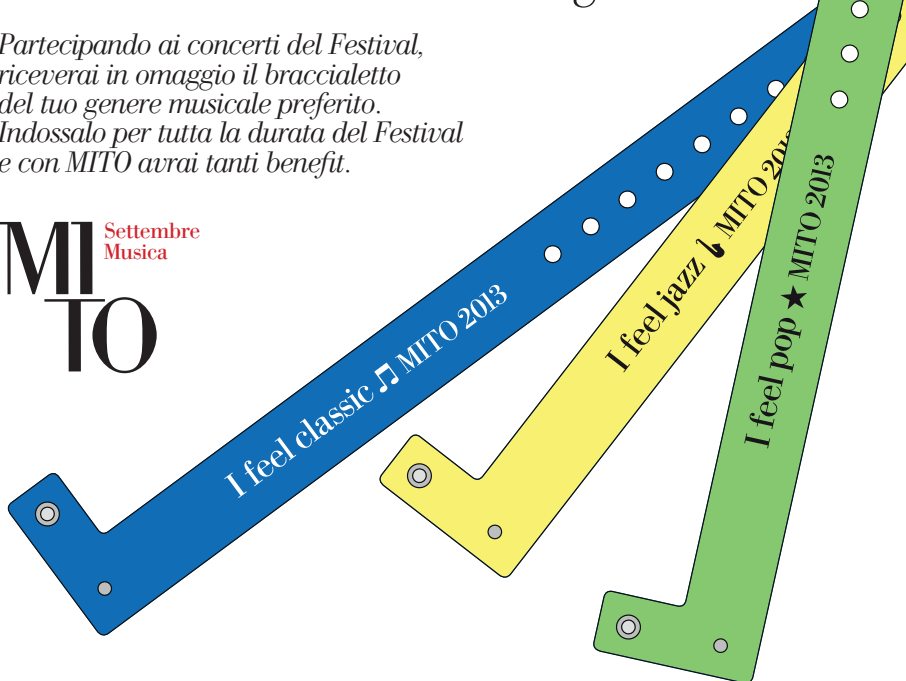 Partecipando ai concerti del Festival,
riceverai in omaggio il braccialetto
del tuo genere musicale preferito.
Indossalo per tutta la durata del Festival
e con MITO avrai tanti benefit.
MI
TO
Settembre
Musica
I feel classic MITO 2013
I feel jazz MITO
I feel pop ★ MITO 2013